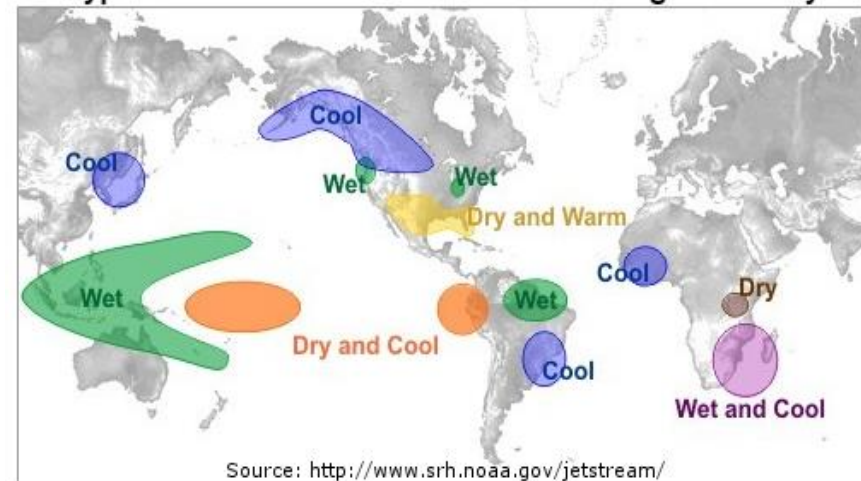 Cool
Cool
Wet
Wet
Dry and Warm
Cool
Wet
Wet
Dry
Dry and Cool
Cool
Wet and Cool
Source: http://www.srh.noaa.gov/jetstream/